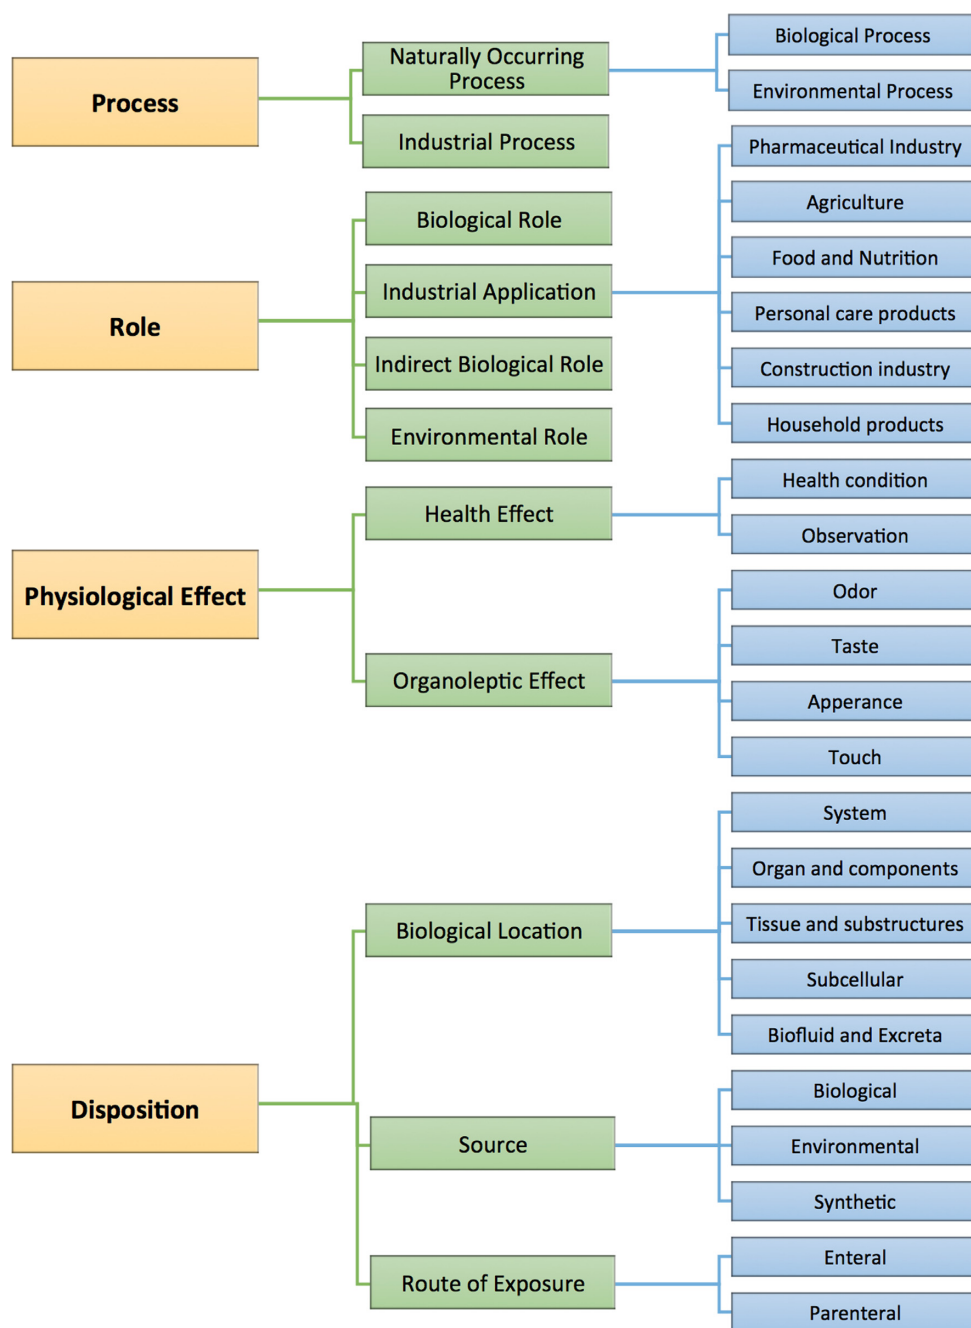 Process
Naturally Occurring
Process
Industrial Process
Biological Process
Environmental Process
Role
Biological Role
Industrial Application
Indirect Biological Role
Environmental Role
Pharmaceutical Industry
Agriculture
Food and Nutrition
Personal care products
Construction industry
Household products
Physiological Effect
Health Effect
Organoleptic Effect
Health condition
Observation
Odor
Taste
Apperance
Touch
Disposition
Biological Location
Source
Route of Exposure
System
Organ and components
Tissue and substructures
Subcellular
Biofluid and Excreta
Biological
Environmental
Synthetic
Enteral
Parenteral